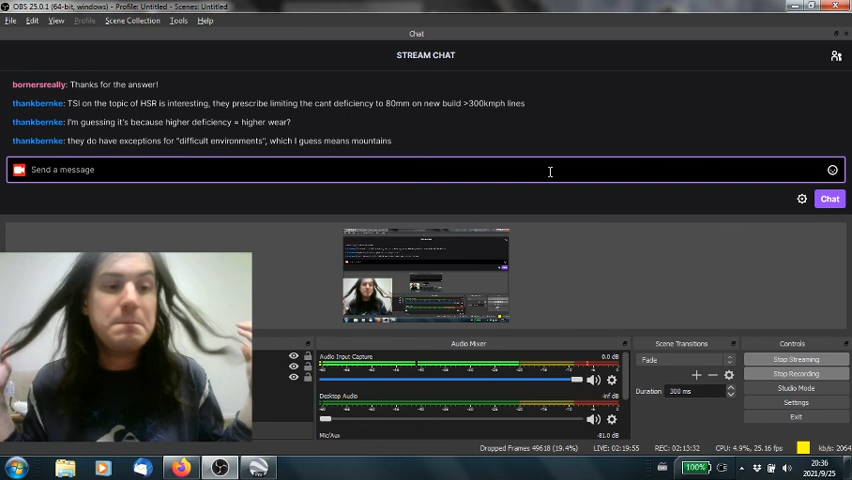 OBS 25.0.1 (64-bit, windows) - Profile: Untitled - Scenes: Untitled
File Edit View Profile Scene Collection Tools Help
Chat
STREAM CHAT
bornersreally: Thanks for the answer!
thankbernke: TSI on the topic of HSR is interesting, they prescribe limiting the cant deficiency to 80mm on new build >300kmph lines
thankbernke: I'm guessing it's because higher deficiency = higher wear?
thankbernke: they do have exceptions for "difficult environments", which I guess means mountains
Send a message
Chat
Audio Mixer
Scene Transitions
Controls
Audio Input Capture 0.0 dB
Fade
Stop Streaming
Stop Recording
Duration 300 ms
Studio Mode
Desktop Audio -inf dB
Settings
Exit
Mic/Aux -81.0 dB
Dropped Frames 49618 (19.4%) LIVE: 02:19:55 REC: 02:13:32 CPU: 4.9%, 25.16 fps kb/s: 2064
100%
20:36
2021/9/25